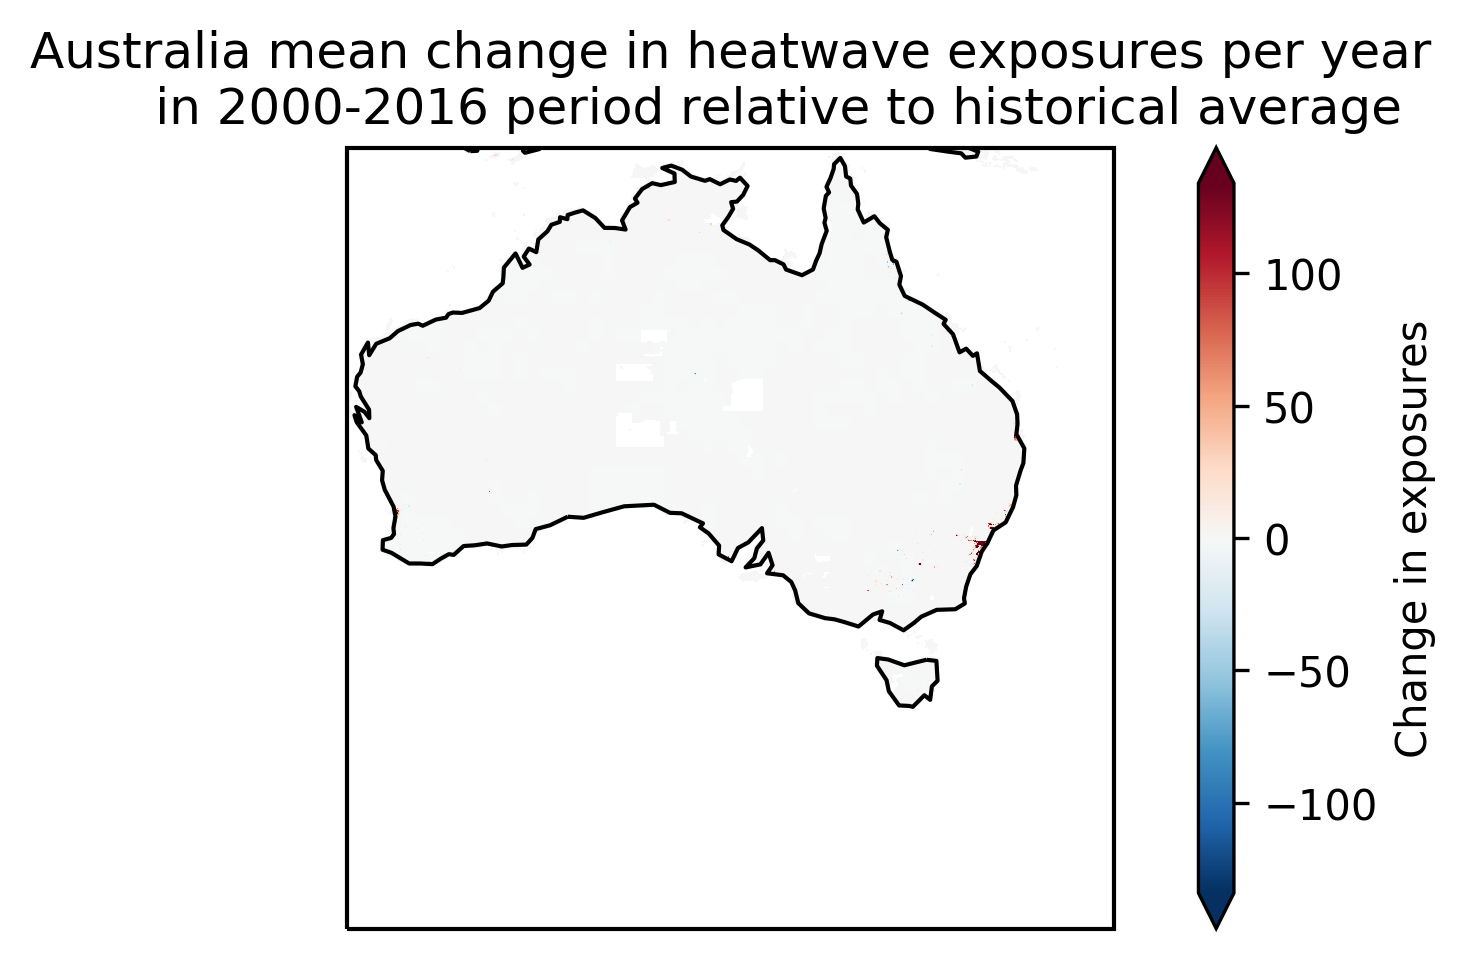 Australia mean change in heatwave exposures per year
in 2000-2016 period relative to historical average
100
50
0
−50
−100
Change in exposures